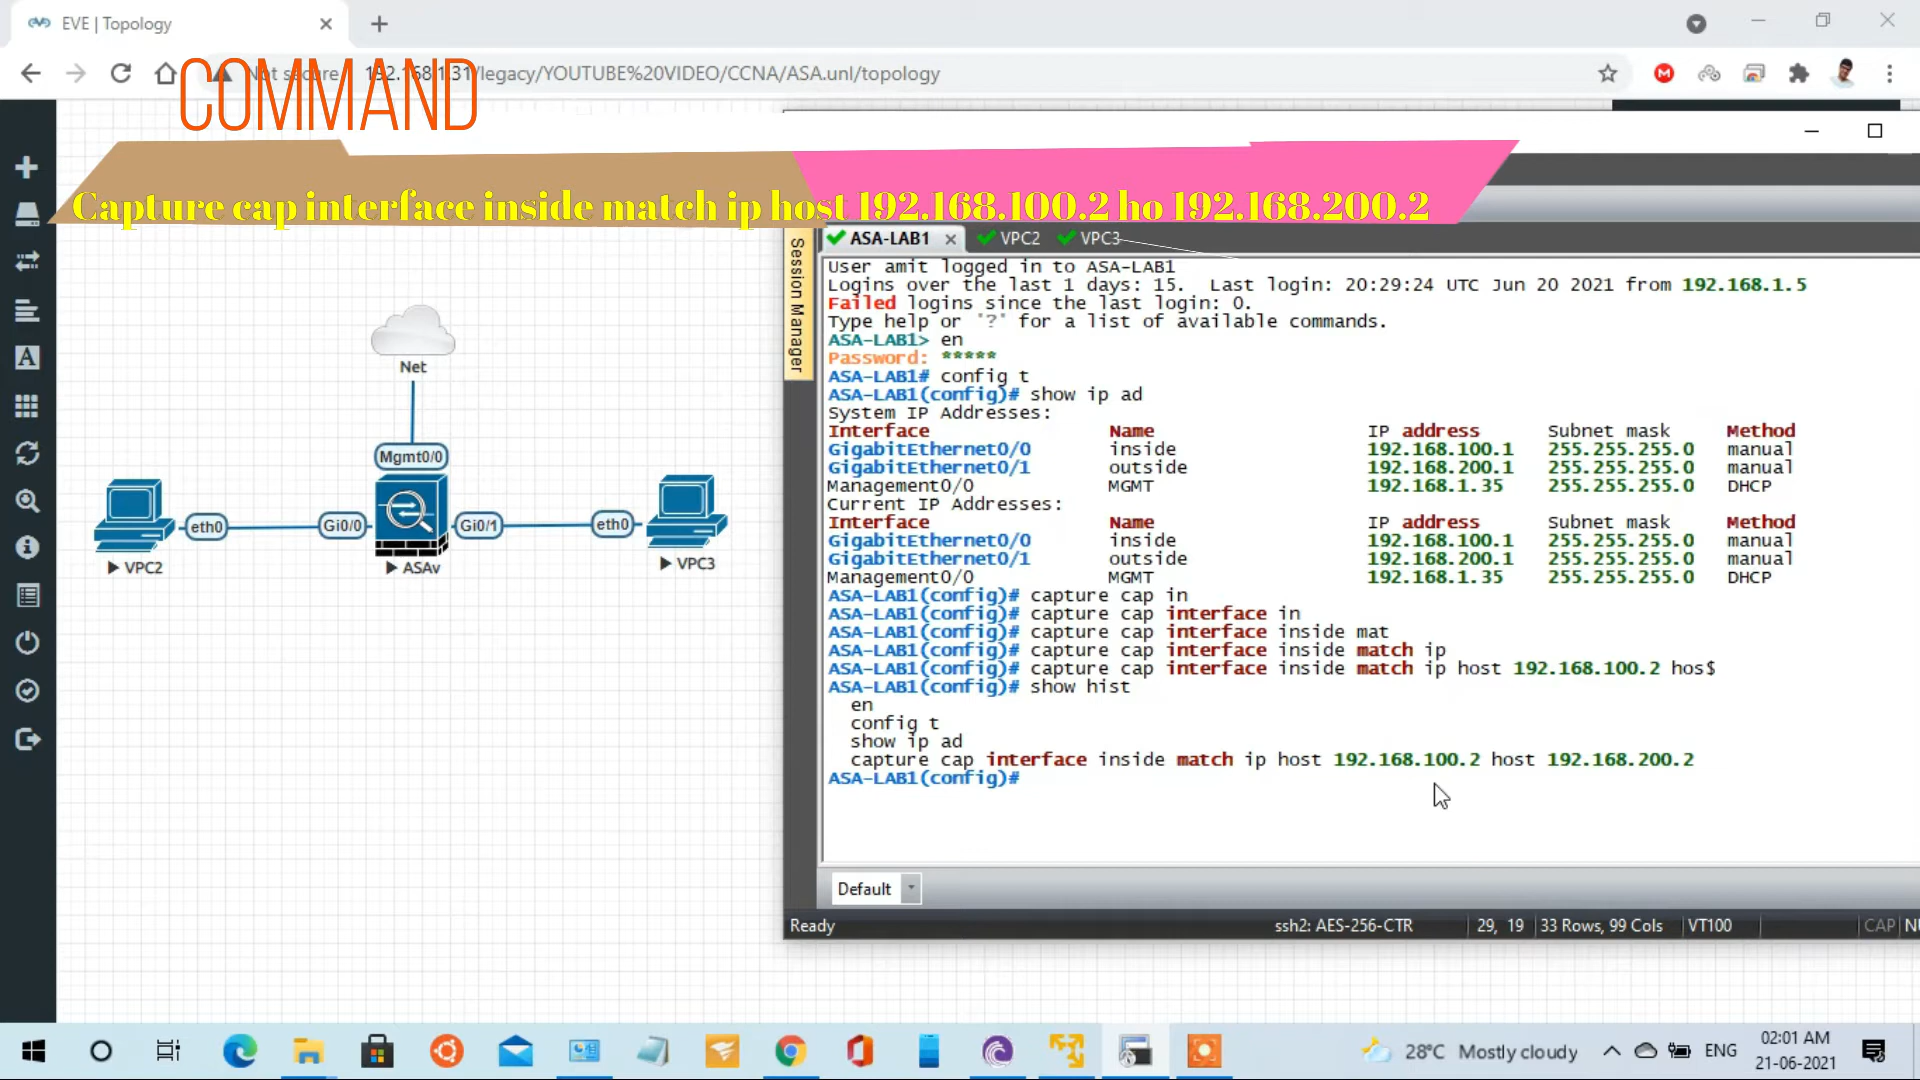 EVE | Topology
Not secure 192.168.1.31/legacy/YOUTUBE%20VIDEO/CCNA/ASA.unl/topology
COMMAND
Capture cap interface inside match ip host 192.168.100.2 ho 192.168.200.2
Session Manager
ASA-LAB1 VPC2 VPC3
User amit logged in to ASA-LAB1
Logins over the last 1 days: 15. Last login: 20:29:24 UTC Jun 20 2021 from 192.168.1.5
Failed logins since the last login: 0.
Type help or '?' for a list of available commands.
ASA-LAB1> en
Password: *****
ASA-LAB1# config t
ASA-LAB1(config)# show ip ad
System IP Addresses:
Interface Name IP address Subnet mask Method
GigabitEthernet0/0 inside 192.168.100.1 255.255.255.0 manual
GigabitEthernet0/1 outside 192.168.200.1 255.255.255.0 manual
Management0/0 MGMT 192.168.1.35 255.255.255.0 DHCP
Current IP Addresses:
Interface Name IP address Subnet mask Method
GigabitEthernet0/0 inside 192.168.100.1 255.255.255.0 manual
GigabitEthernet0/1 outside 192.168.200.1 255.255.255.0 manual
Management0/0 MGMT 192.168.1.35 255.255.255.0 DHCP
ASA-LAB1(config)# capture cap in
ASA-LAB1(config)# capture cap interface in
ASA-LAB1(config)# capture cap interface inside mat
ASA-LAB1(config)# capture cap interface inside match ip
ASA-LAB1(config)# capture cap interface inside match ip host 192.168.100.2 hos$
ASA-LAB1(config)# show hist
en
config t
show ip ad
capture cap interface inside match ip host 192.168.100.2 host 192.168.200.2
ASA-LAB1(config)#
Net
Mgmt0/0
eth0 Gi0/0 Gi0/1 eth0
VPC2 ASAv VPC3
Default
Ready ssh2: AES-256-CTR 29, 19 33 Rows, 99 Cols VT100 CAP NU
28°C Mostly cloudy ENG 02:01 AM
21-06-2021